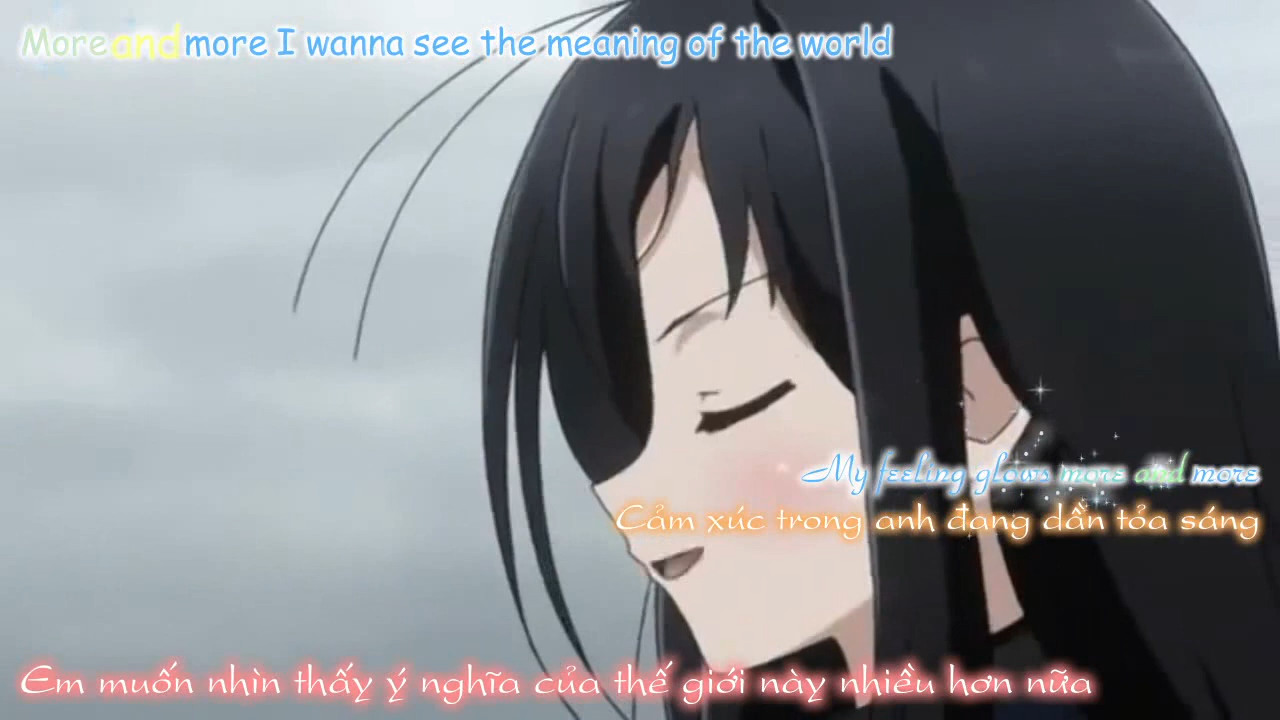 More and more I wanna see the meaning of the world
My feeling glows more and more
Cảm xúc trong anh đang dần tỏa sáng
Em muốn nhìn thấy ý nghĩa của thế giới này nhiều hơn nữa